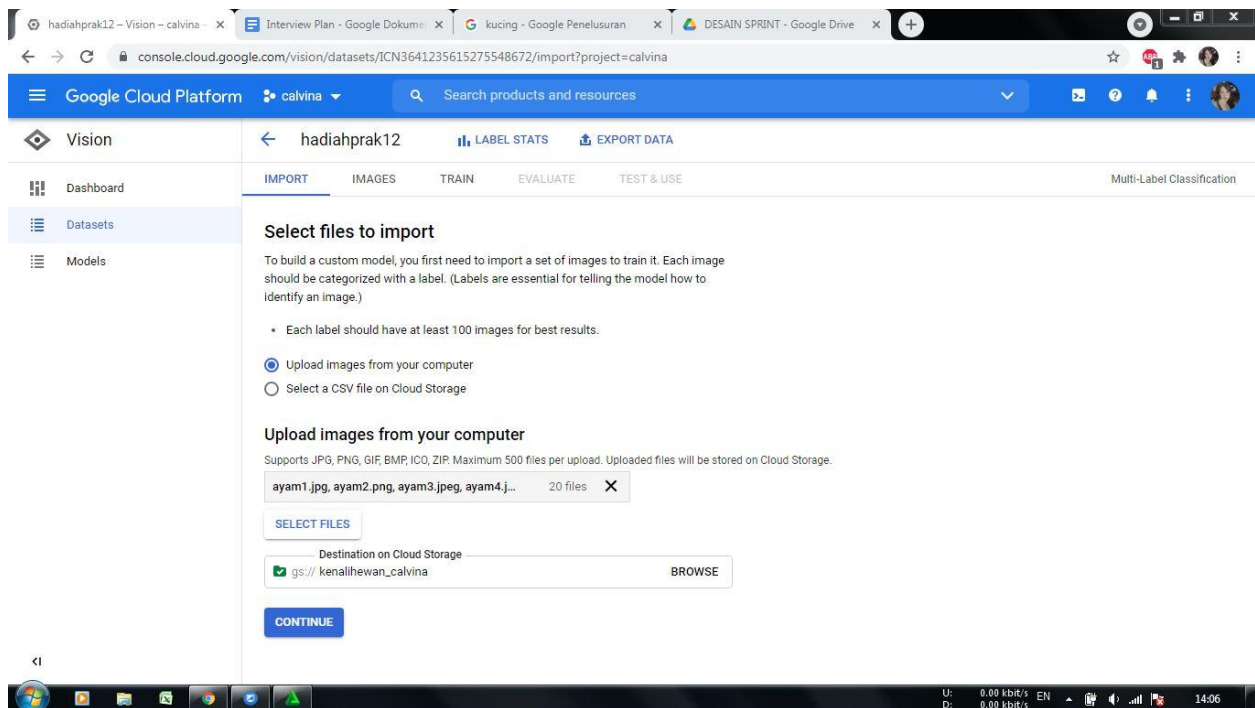 hadiahprak12 – Vision – calvina –
Interview Plan - Google Dokume
kucing - Google Penelusuran
DESAIN SPRINT - Google Drive
console.cloud.google.com/vision/datasets/ICN3641235615275548672/import?project=calvina
ABP
1
Google Cloud Platform
calvina
Search products and resources
Vision
hadiahprak12
LABEL STATS
EXPORT DATA
IMPORT
IMAGES
TRAIN
EVALUATE
TEST & USE
Multi-Label Classification
Dashboard
Datasets
Models
Select files to import
To build a custom model, you first need to import a set of images to train it. Each image
should be categorized with a label. (Labels are essential for telling the model how to
identify an image.)
• Each label should have at least 100 images for best results.
Upload images from your computer
Select a CSV file on Cloud Storage
Upload images from your computer
Supports JPG, PNG, GIF, BMP, ICO, ZIP. Maximum 500 files per upload. Uploaded files will be stored on Cloud Storage.
ayam1.jpg, ayam2.png, ayam3.jpeg, ayam4.j...
20 files
SELECT FILES
Destination on Cloud Storage
gs:// kenalihewan_calvina
BROWSE
CONTINUE
U: 0.00 kbit/s
D: 0.00 kbit/s
EN
14:06